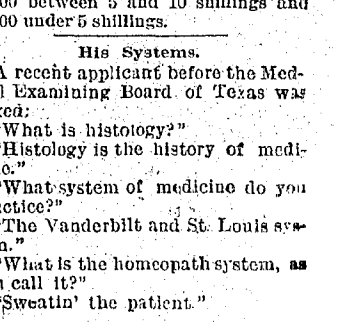 00 between 5 and 10 shillings and
00 under 5 shillings.
His Systems.
A recent applicant before the Med-
l Examining Board of Texas was
ked:
"What is histology?"
"Histology is the history of medi-
e."
"What system of medicine do you
ctice?"
"The Vanderbilt and St. Louis sys-
m."
"What is the homeopath system, as
u call it?"
"Sweatin' the patient."